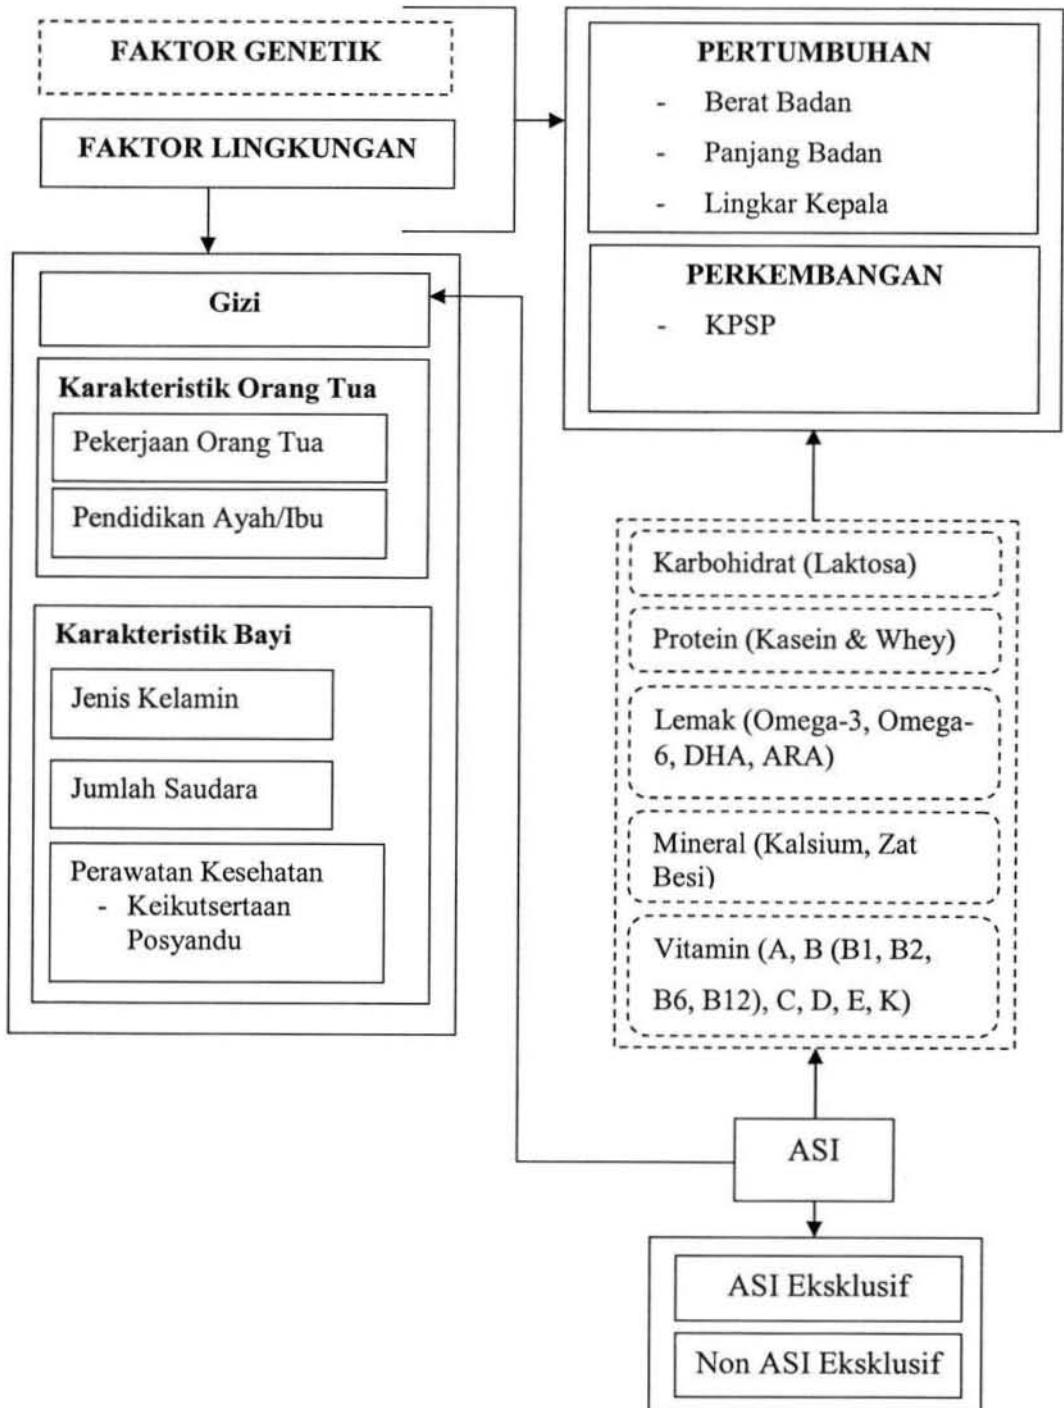 FAKTOR GENETIK
FAKTOR LINGKUNGAN
Gizi
Karakteristik Orang Tua
Pekerjaan Orang Tua
Pendidikan Ayah/Ibu
Karakteristik Bayi
Jenis Kelamin
Jumlah Saudara
Perawatan Kesehatan
- Keikutsertaan
Posyandu
PERTUMBUHAN
- Berat Badan
- Panjang Badan
- Lingkar Kepala
PERKEMBANGAN
- KPSP
Karbohidrat (Laktosa)
Protein (Kasein & Whey)
Lemak (Omega-3, Omega-
6, DHA, ARA)
Mineral (Kalsium, Zat
Besi)
Vitamin (A, B (B1, B2,
B6, B12), C, D, E, K)
ASI
ASI Eksklusif
Non ASI Eksklusif